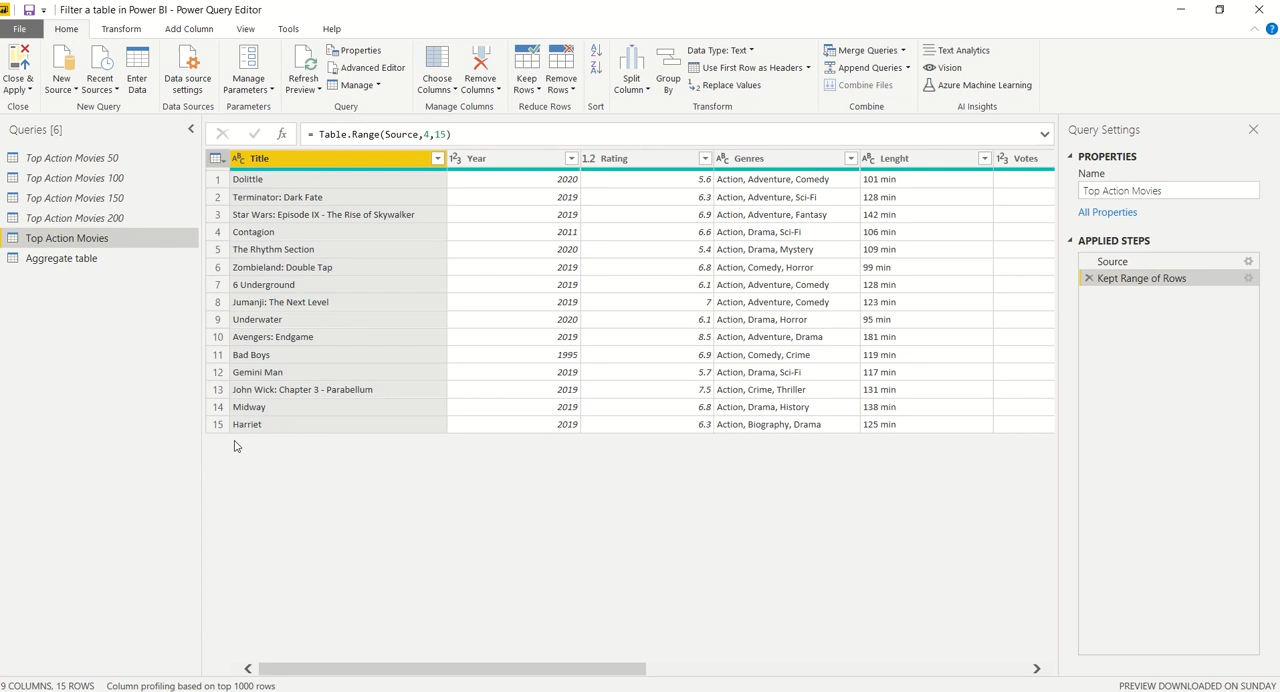 Filter a table in Power BI - Power Query Editor
File Home Transform Add Column View Tools Help
Close & Apply
New Source
Recent Sources
Enter Data
Data source settings
Manage Parameters
Refresh Preview
Properties
Advanced Editor
Manage
Choose Columns
Remove Columns
Keep Rows
Remove Rows
Split Column
Group By
Data Type: Text
Use First Row as Headers
Replace Values
Merge Queries
Append Queries
Combine Files
Text Analytics
Vision
Azure Machine Learning
Close New Query Data Sources Parameters Query Manage Columns Reduce Rows Sort Transform Combine AI Insights
Queries [6]
Top Action Movies 50
Top Action Movies 100
Top Action Movies 150
Top Action Movies 200
Top Action Movies
Aggregate table
fx = Table.Range(Source,4,15)
Title Year Rating Genres Lenght Votes
1 Dolittle 2020 5.6 Action, Adventure, Comedy 101 min
2 Terminator: Dark Fate 2019 6.3 Action, Adventure, Sci-Fi 128 min
3 Star Wars: Episode IX - The Rise of Skywalker 2019 6.9 Action, Adventure, Fantasy 142 min
4 Contagion 2011 6.6 Action, Drama, Sci-Fi 106 min
5 The Rhythm Section 2020 5.4 Action, Drama, Mystery 109 min
6 Zombieland: Double Tap 2019 6.8 Action, Comedy, Horror 99 min
7 6 Underground 2019 6.1 Action, Adventure, Comedy 128 min
8 Jumanji: The Next Level 2019 7 Action, Adventure, Comedy 123 min
9 Underwater 2020 6.1 Action, Drama, Horror 95 min
10 Avengers: Endgame 2019 8.5 Action, Adventure, Drama 181 min
11 Bad Boys 1995 6.9 Action, Comedy, Crime 119 min
12 Gemini Man 2019 5.7 Action, Drama, Sci-Fi 117 min
13 John Wick: Chapter 3 - Parabellum 2019 7.5 Action, Crime, Thriller 131 min
14 Midway 2019 6.8 Action, Drama, History 138 min
15 Harriet 2019 6.3 Action, Biography, Drama 125 min
Query Settings
PROPERTIES
Name
Top Action Movies
All Properties
APPLIED STEPS
Source
Kept Range of Rows
9 COLUMNS, 15 ROWS Column profiling based on top 1000 rows PREVIEW DOWNLOADED ON SUNDAY